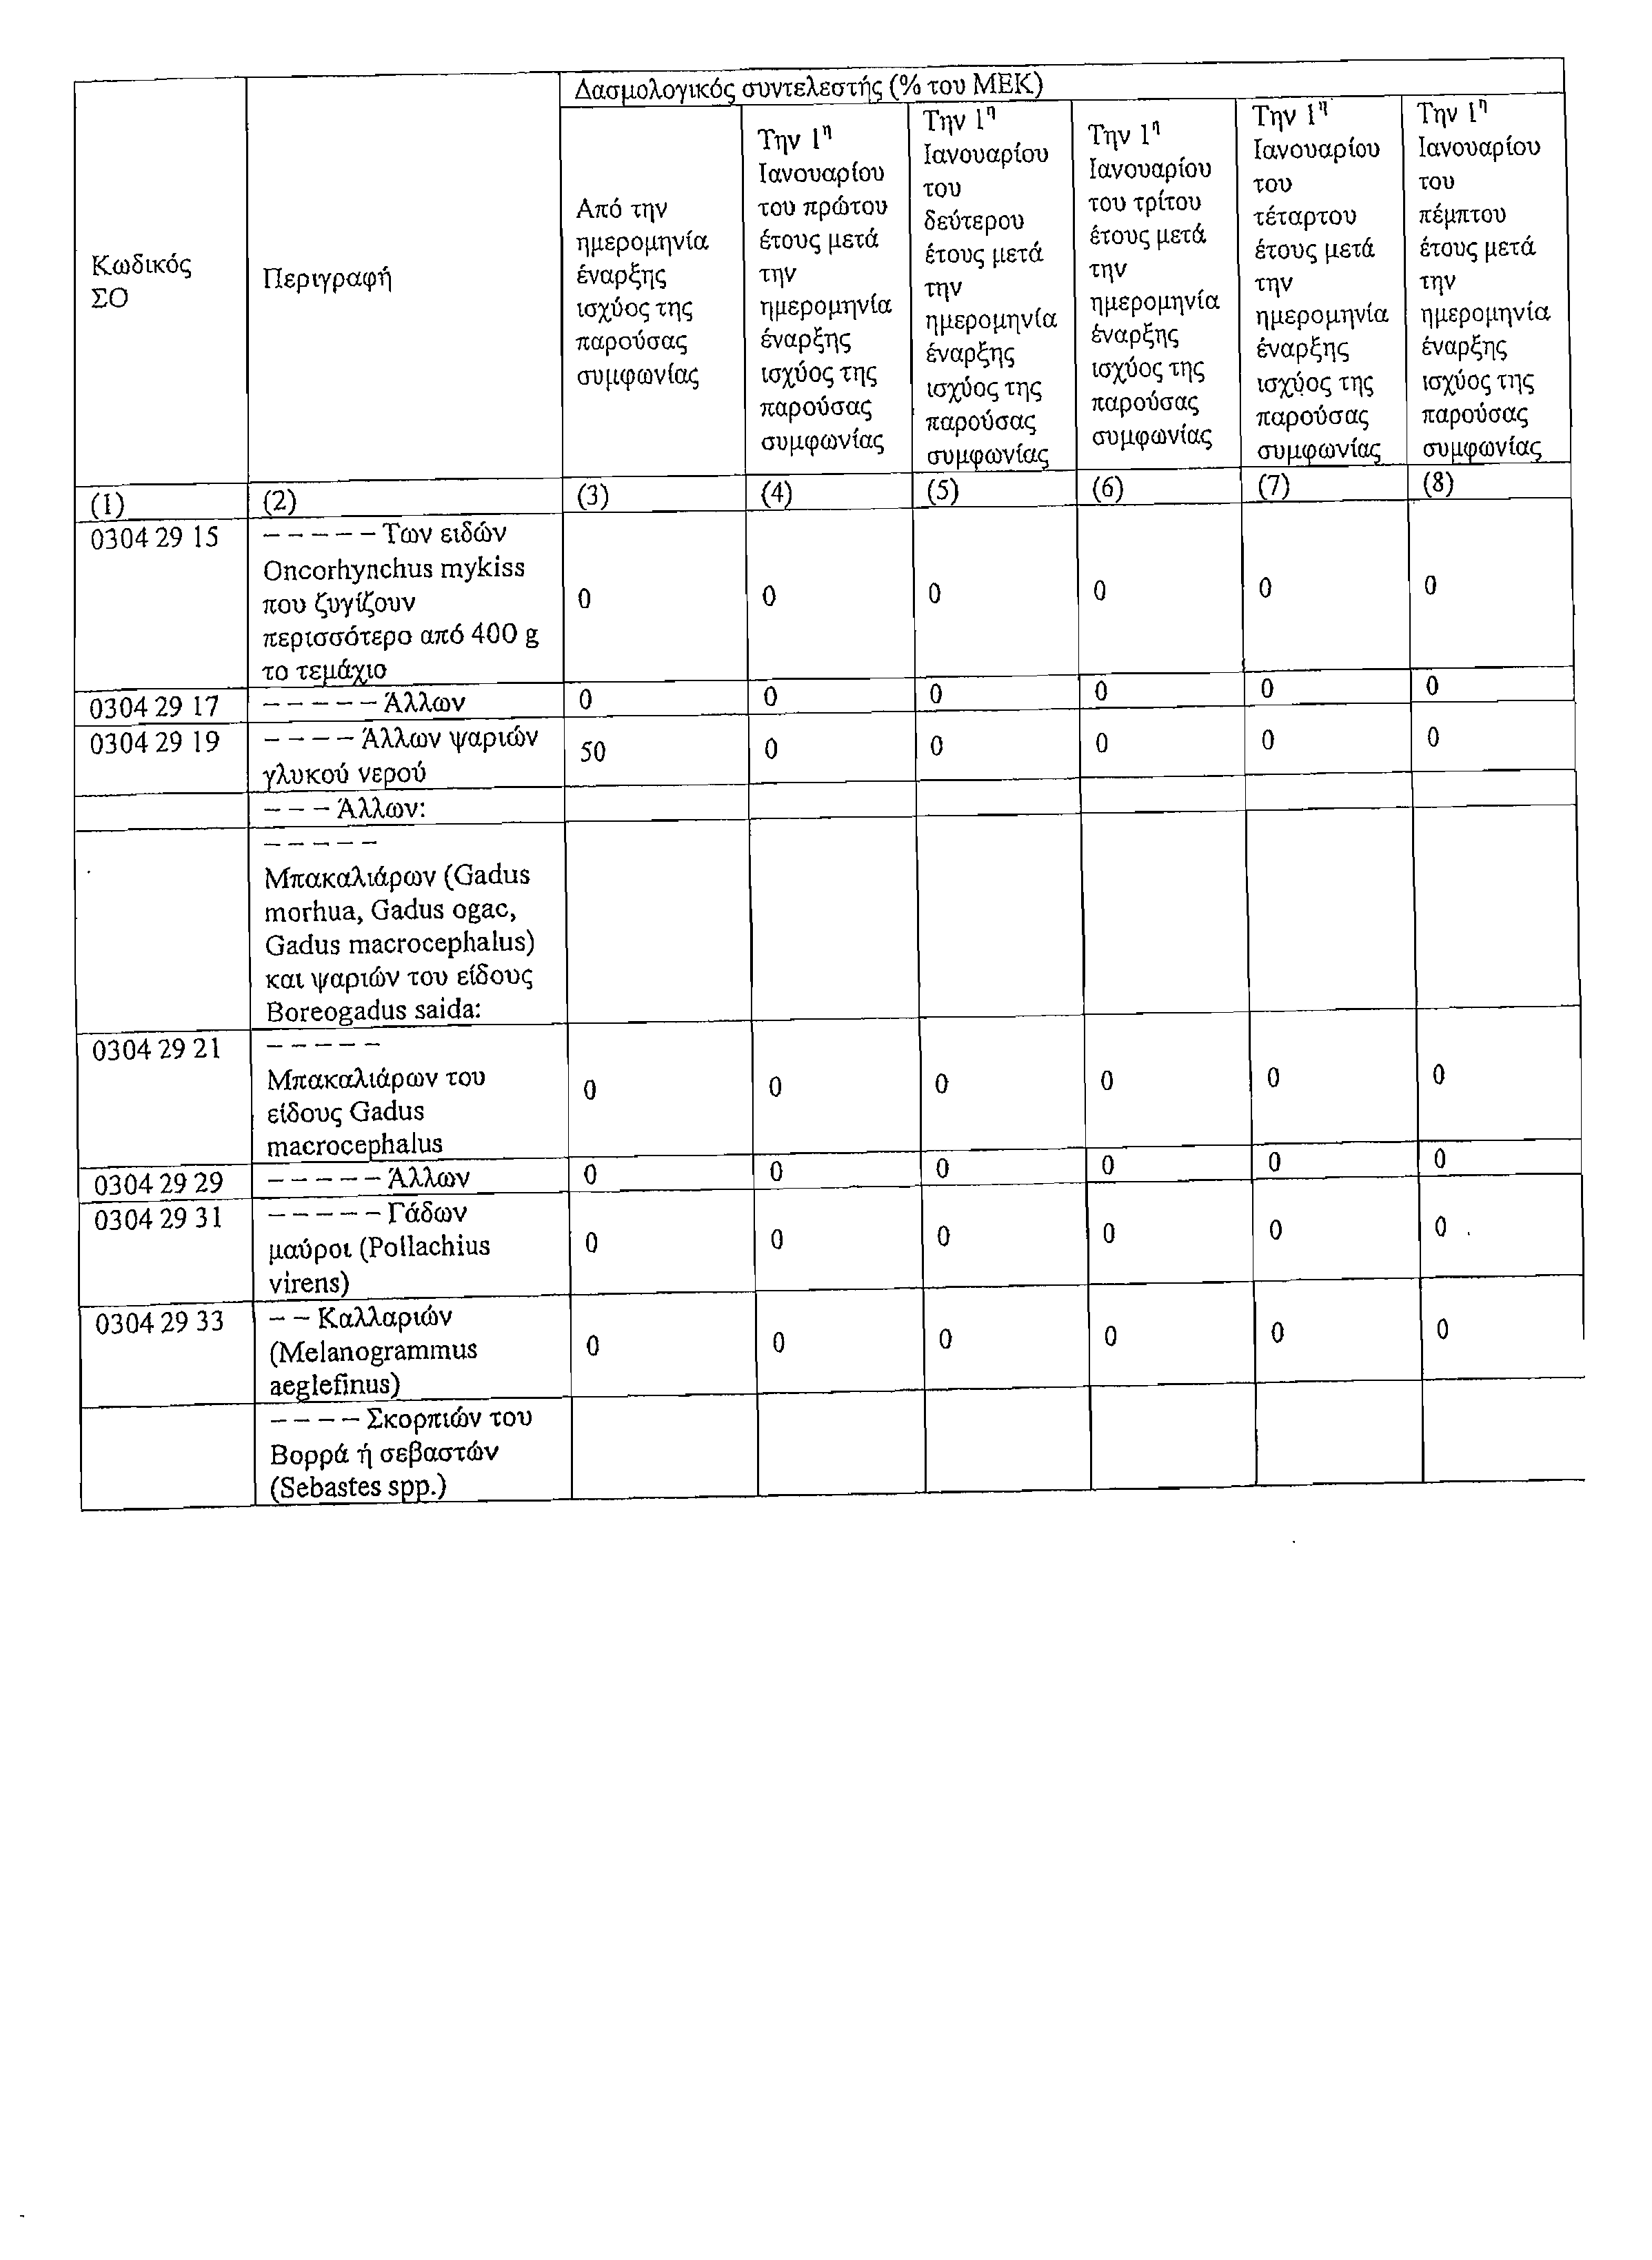 Δασμολογικός συντελεστής (% του ΜΕΚ)
Κωδικός
ΣΟ
Περιγραφή
Από την
ημερομηνία
έναρξης
ισχύος της
παρούσας
συμφωνίας
Την 1η
Ιανουαρίου
του πρώτου
έτους μετά
την
ημερομηνία
έναρξης
ισχύος της
παρούσας
συμφωνίας
Την 1η
Ιανουαρίου
του
δεύτερου
έτους μετά
την
ημερομηνία
έναρξης
ισχύος της
παρούσας
συμφωνίας
Την 1η
Ιανουαρίου
του τρίτου
έτους μετά
την
ημερομηνία
έναρξης
ισχύος της
παρούσας
συμφωνίας
Την 1η
Ιανουαρίου
του
τέταρτου
έτους μετά
την
ημερομηνία
έναρξης
ισχύος της
παρούσας
συμφωνίας
Την 1η
Ιανουαρίου
του
πέμπτου
έτους μετά
την
ημερομηνία
έναρξης
ισχύος της
παρούσας
συμφωνίας
(1) (2) (3) (4) (5) (6) (7) (8)
0304 29 15 – – – – – Των ειδών
Oncorhynchus mykiss
που ζυγίζουν 0 0 0 0 0 0
περισσότερο από 400 g
το τεμάχιο
0304 29 17 – – – – – Άλλων 0 0 0 0 0 0
0304 29 19 – – – – Άλλων ψαριών
γλυκού νερού 50 0 0 0 0 0
– – – Άλλων:
– – – – –
Μπακαλιάρων (Gadus
morhua, Gadus ogac,
Gadus macrocephalus)
και ψαριών του είδους
Boreogadus saida:
0304 29 21 – – – – –
Μπακαλιάρων του 0 0 0 0 0 0
είδους Gadus
macrocephalus
0304 29 29 – – – – – Άλλων 0 0 0 0 0 0
0304 29 31 – – – – – Γάδων
μαύροι (Pollachius 0 0 0 0 0 0
virens)
0304 29 33 – – Καλλαριών
(Melanogrammus 0 0 0 0 0 0
aeglefinus)
– – – – Σκορπιών του
Βορρά ή σεβαστών
(Sebastes spp.)